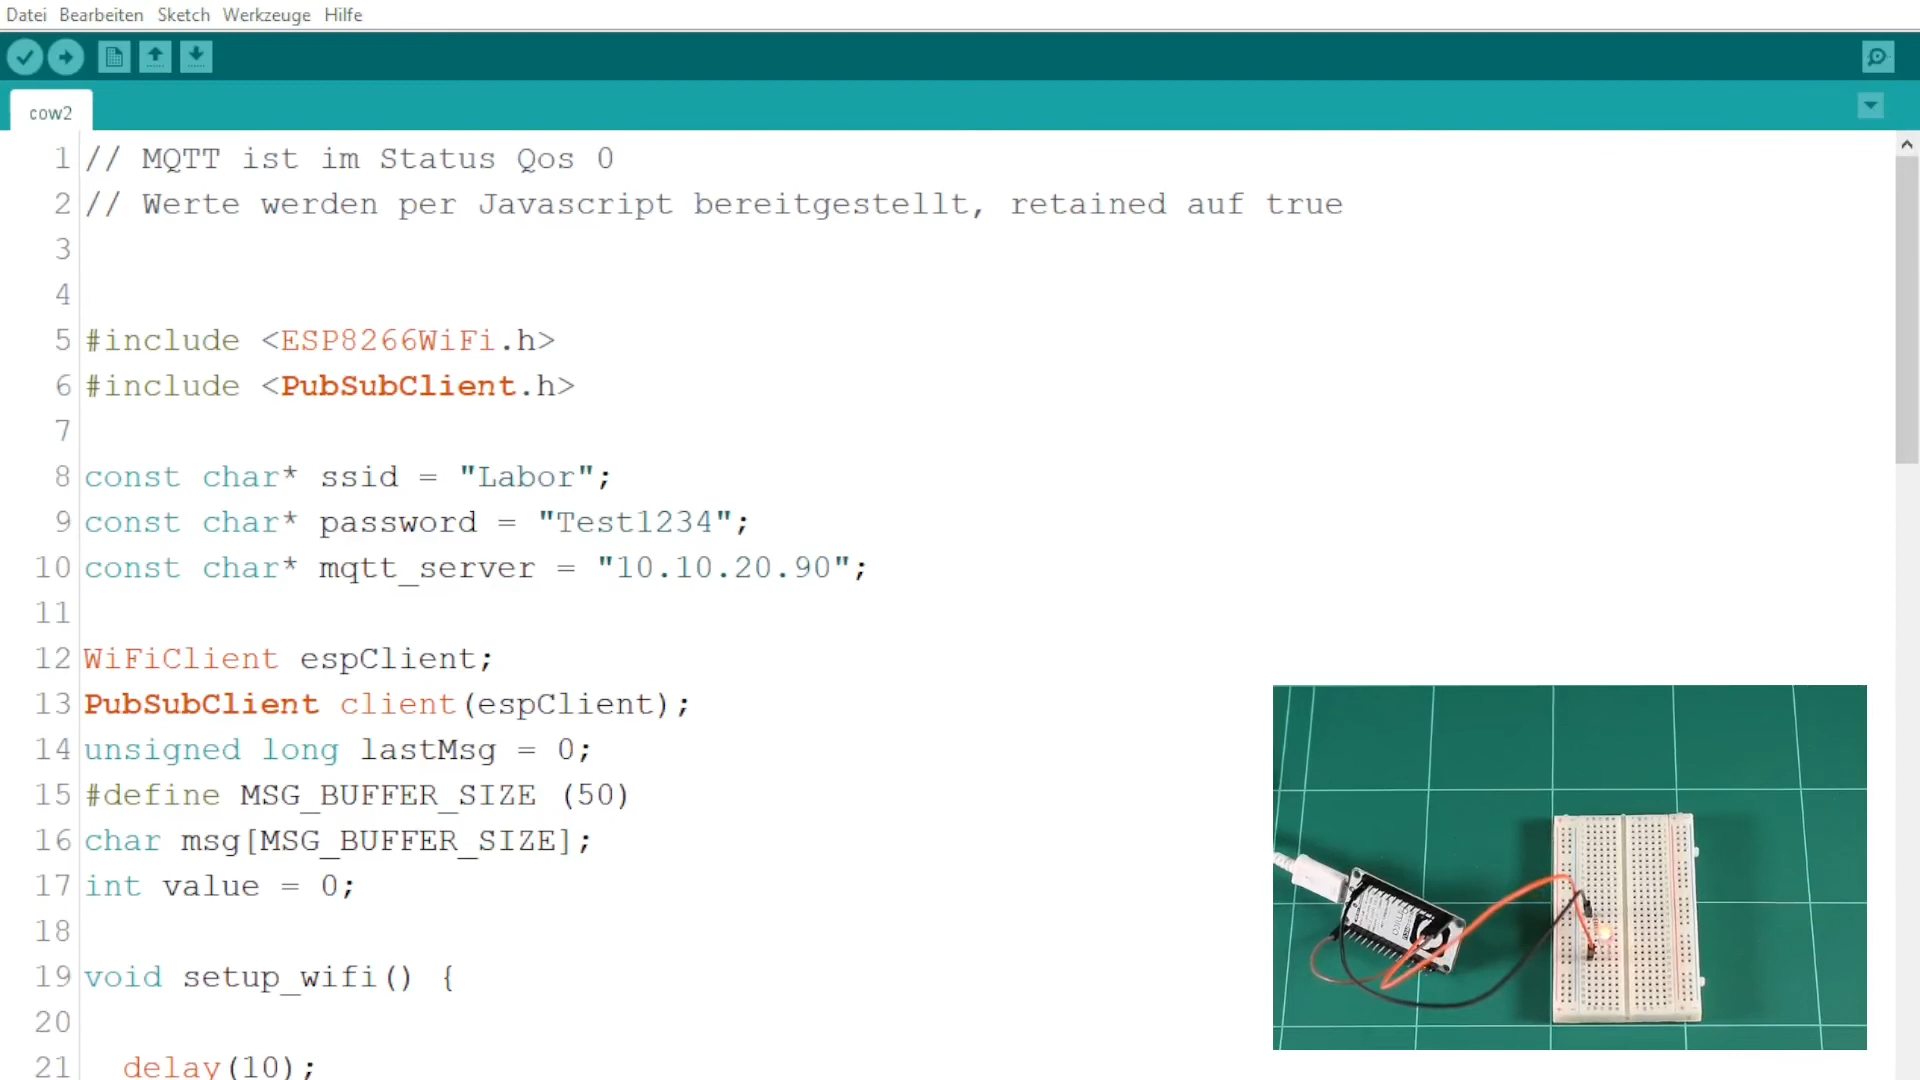 Datei Bearbeiten Sketch Werkzeuge Hilfe
cow2
1 // MQTT ist im Status Qos 0
2 // Werte werden per Javascript bereitgestellt, retained auf true
3
4
5 #include <ESP8266WiFi.h>
6 #include <PubSubClient.h>
7
8 const char* ssid = "Labor";
9 const char* password = "Test1234";
10 const char* mqtt_server = "10.10.20.90";
11
12 WiFiClient espClient;
13 PubSubClient client(espClient);
14 unsigned long lastMsg = 0;
15 #define MSG_BUFFER_SIZE (50)
16 char msg[MSG_BUFFER_SIZE];
17 int value = 0;
18
19 void setup_wifi() {
20
21 delay(10);